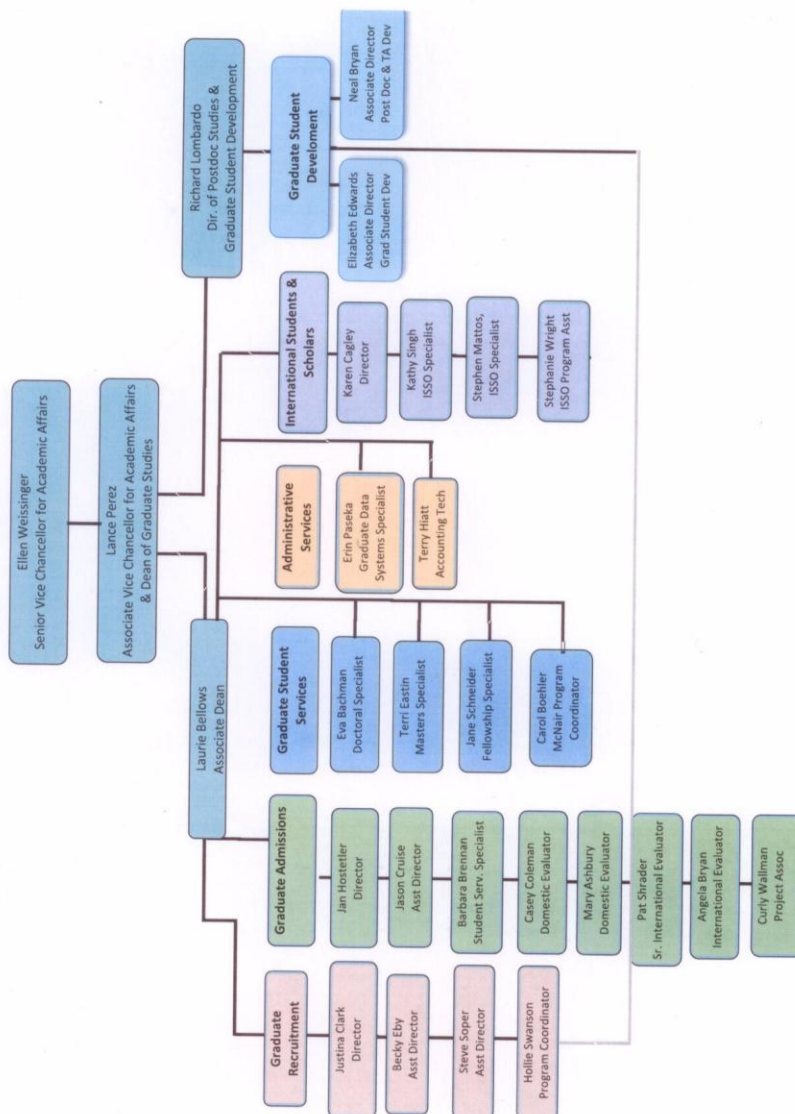 Ellen Weissinger
Senior Vice Chancellor for Academic Affairs
Lance Perez
Associate Vice Chancellor for Academic Affairs
& Dean of Graduate Studies
Laurie Bellows
Associate Dean
Richard Lombardo
Dir. of Postdoc Studies &
Graduate Student Development
Graduate
Recruitment
Justina Clark
Director
Becky Eby
Asst Director
Steve Soper
Asst Director
Hollie Swanson
Program Coordinator
Graduate Admissions
Jan Hostetler
Director
Jason Cruise
Asst Director
Barbara Brennan
Student Serv. Specialist
Casey Coleman
Domestic Evaluator
Mary Ashbury
Domestic Evaluator
Pat Shrader
Sr. International Evaluator
Angela Bryan
International Evaluator
Curly Wallman
Project Assoc
Graduate Student
Services
Eva Bachman
Doctoral Specialist
Terri Eastin
Masters Specialist
Jane Schneider
Fellowship Specialist
Carol Boehler
McNair Program
Coordinator
Administrative
Services
Erin Paseka
Graduate Data
Systems Specialist
Terry Hiatt
Accounting Tech
International Students &
Scholars
Karen Cagley
Director
Kathy Singh
ISSO Specialist
Stephen Mattos,
ISSO Specialist
Stephanie Wright
ISSO Program Asst
Graduate Student
Develoment
Elizabeth Edwards
Associate Director
Grad Student Dev
Neal Bryan
Associate Director
Post Doc & TA Dev